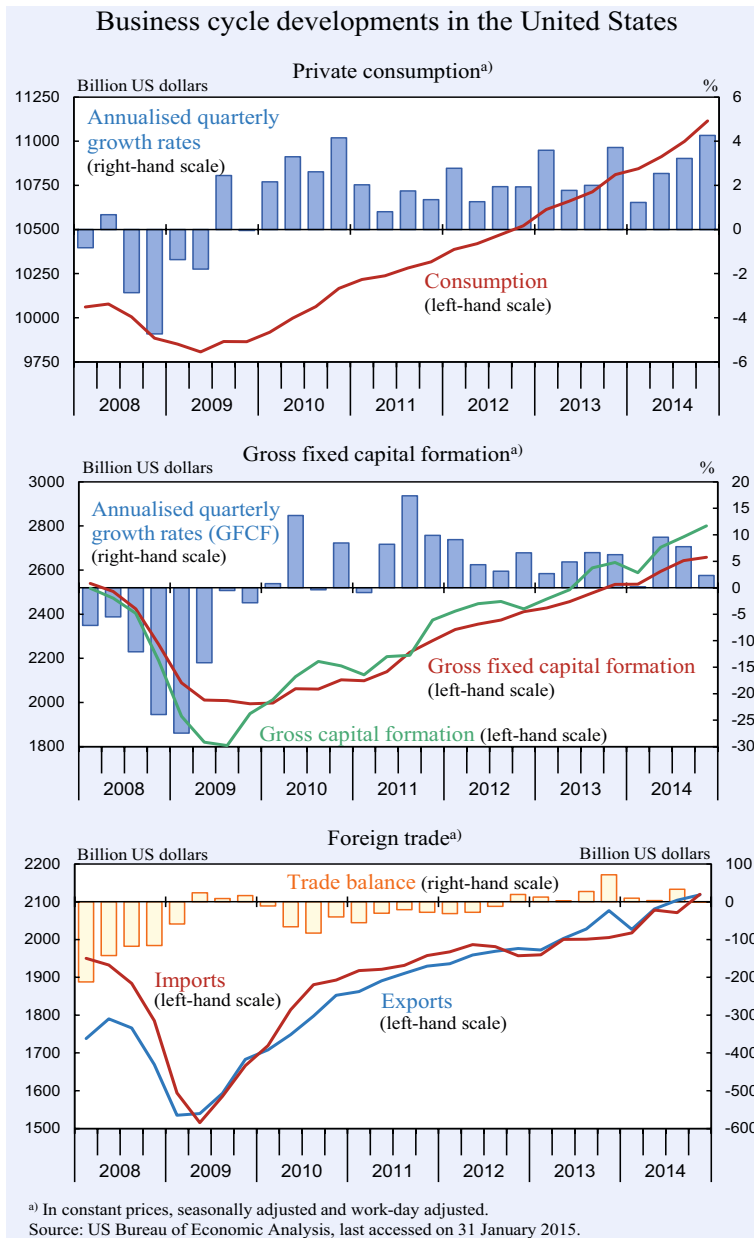 Business cycle developments in the United States
Private consumption a)
Billion US dollars
%
11250
11000
10750
10500
10250
10000
9750
6
4
2
0
-2
-4
-6
Annualised quarterly
growth rates
(right-hand scale)
Consumption
(left-hand scale)
2008 2009 2010 2011 2012 2013 2014
Gross fixed capital formation a)
Billion US dollars
%
3000
2800
2600
2400
2200
2000
1800
20
15
10
5
0
-5
-10
-15
-20
-25
-30
Annualised quarterly
growth rates (GFCF)
(right-hand scale)
Gross fixed capital formation
(left-hand scale)
Gross capital formation (left-hand scale)
2008 2009 2010 2011 2012 2013 2014
Foreign trade a)
Billion US dollars
Billion US dollars
2200
2100
2000
1900
1800
1700
1600
1500
100
0
-100
-200
-300
-400
-500
-600
Trade balance (right-hand scale)
Imports
(left-hand scale)
Exports
(left-hand scale)
2008 2009 2010 2011 2012 2013 2014
a) In constant prices, seasonally adjusted and work-day adjusted.
Source: US Bureau of Economic Analysis, last accessed on 31 January 2015.